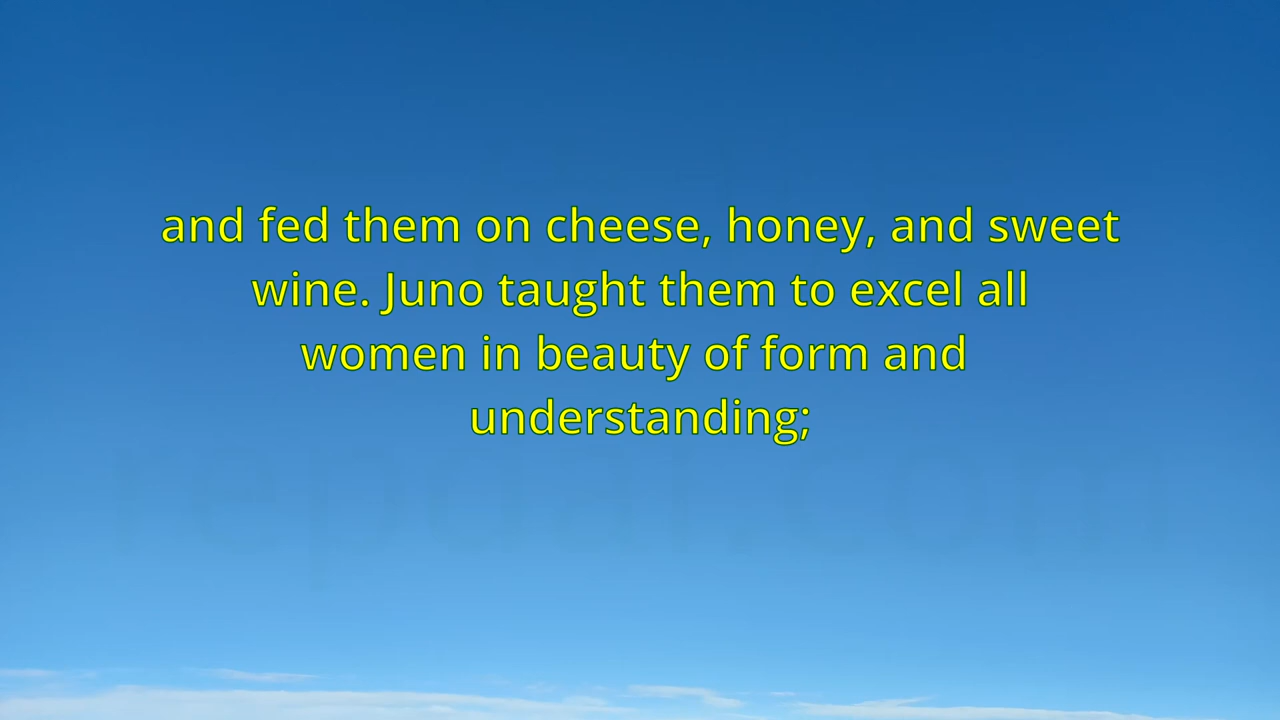 and fed them on cheese, honey, and sweet
wine. Juno taught them to excel all
women in beauty of form and
understanding;